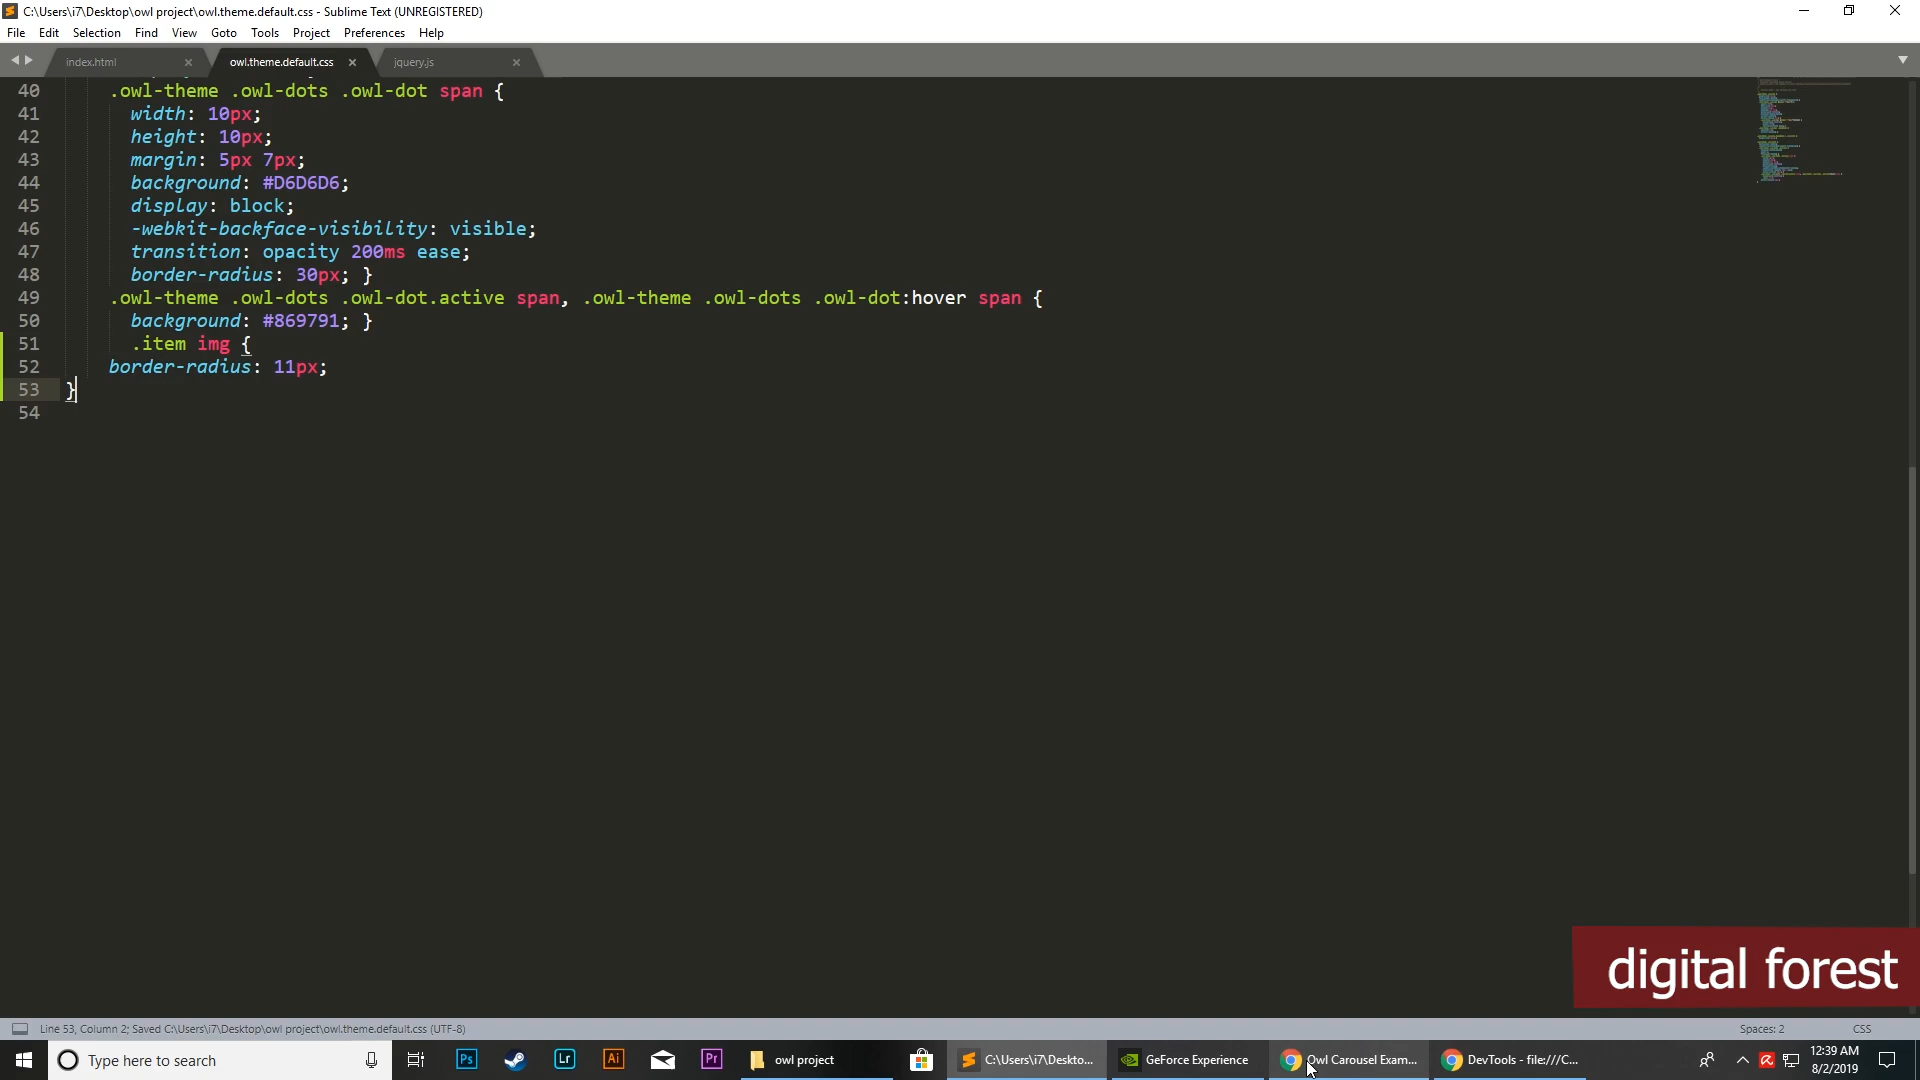 C:\Users\i7\Desktop\owl project\owl.theme.default.css - Sublime Text (UNREGISTERED)
File Edit Selection Find View Goto Tools Project Preferences Help
index.html owl.theme.default.css jquery.js
40 .owl-theme .owl-dots .owl-dot span {
41 width: 10px;
42 height: 10px;
43 margin: 5px 7px;
44 background: #D6D6D6;
45 display: block;
46 -webkit-backface-visibility: visible;
47 transition: opacity 200ms ease;
48 border-radius: 30px; }
49 .owl-theme .owl-dots .owl-dot.active span, .owl-theme .owl-dots .owl-dot:hover span {
50 background: #869791; }
51 .item img {
52 border-radius: 11px;
53 }
54
digital forest
Line 53, Column 2; Saved C:\Users\i7\Desktop\owl project\owl.theme.default.css (UTF-8) Spaces: 2 CSS
Type here to search Ps Lr Ai Pr owl project C:\Users\i7\Deskto... GeForce Experience Owl Carousel Exam... DevTools - file:///C... 12:39 AM
8/2/2019